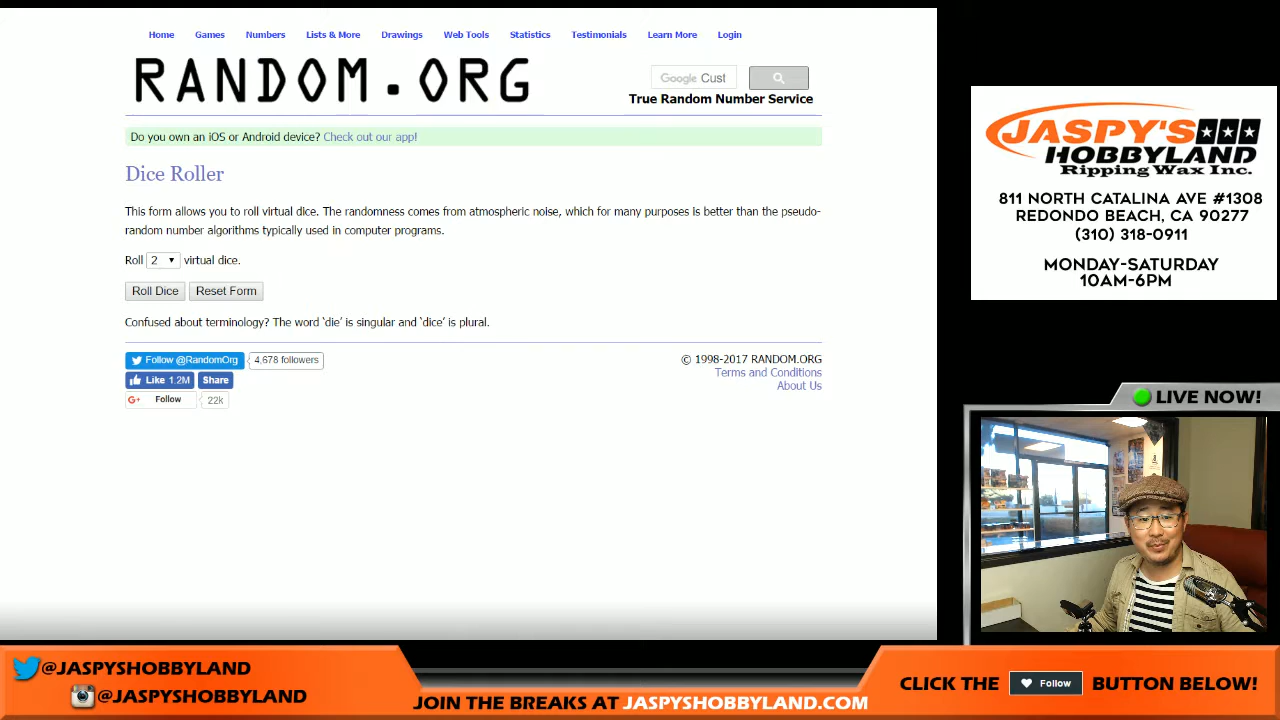 Home Games Numbers Lists & More Drawings Web Tools Statistics Testimonials Learn More Login
RANDOM.ORG
Google Cust
True Random Number Service
Do you own an iOS or Android device? Check out our app!
Dice Roller
This form allows you to roll virtual dice. The randomness comes from atmospheric noise, which for many purposes is better than the pseudo-
random number algorithms typically used in computer programs.
Roll 2 virtual dice.
Roll Dice Reset Form
Confused about terminology? The word 'die' is singular and 'dice' is plural.
Follow @RandomOrg 4,678 followers
Like 1.2M Share
G+ Follow 22k
© 1998-2017 RANDOM.ORG
Terms and Conditions
About Us
JASPY'S
HOBBYLAND
Ripping Wax Inc.
811 NORTH CATALINA AVE #1308
REDONDO BEACH, CA 90277
(310) 318-0911
MONDAY-SATURDAY
10AM-6PM
LIVE NOW!
@JASPYSHOBBYLAND
@JASPYSHOBBYLAND
JOIN THE BREAKS AT JASPYSHOBBYLAND.COM
CLICK THE Follow BUTTON BELOW!